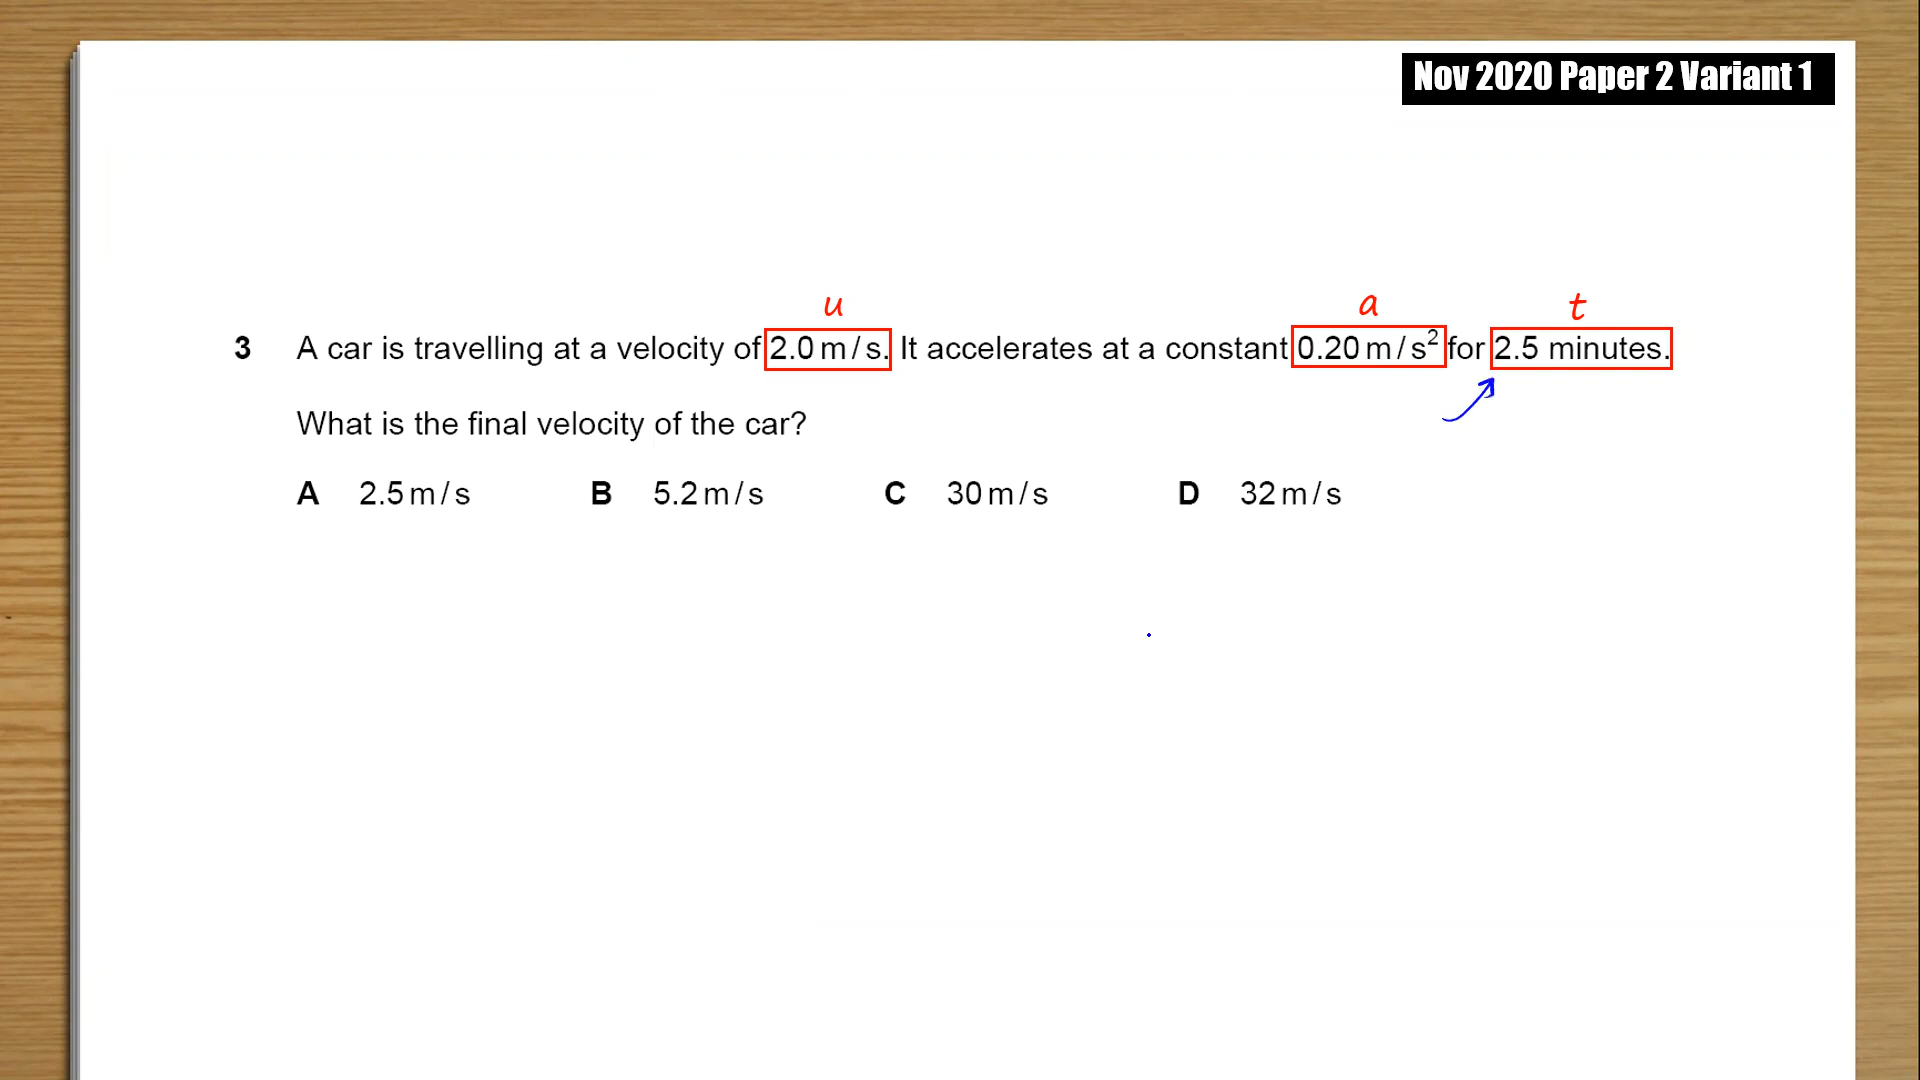 Nov 2020 Paper 2 Variant 1
u a t
3 A car is travelling at a velocity of 2.0 m/s. It accelerates at a constant 0.20 m/s² for 2.5 minutes.
What is the final velocity of the car?
A 2.5 m/s B 5.2 m/s C 30 m/s D 32 m/s